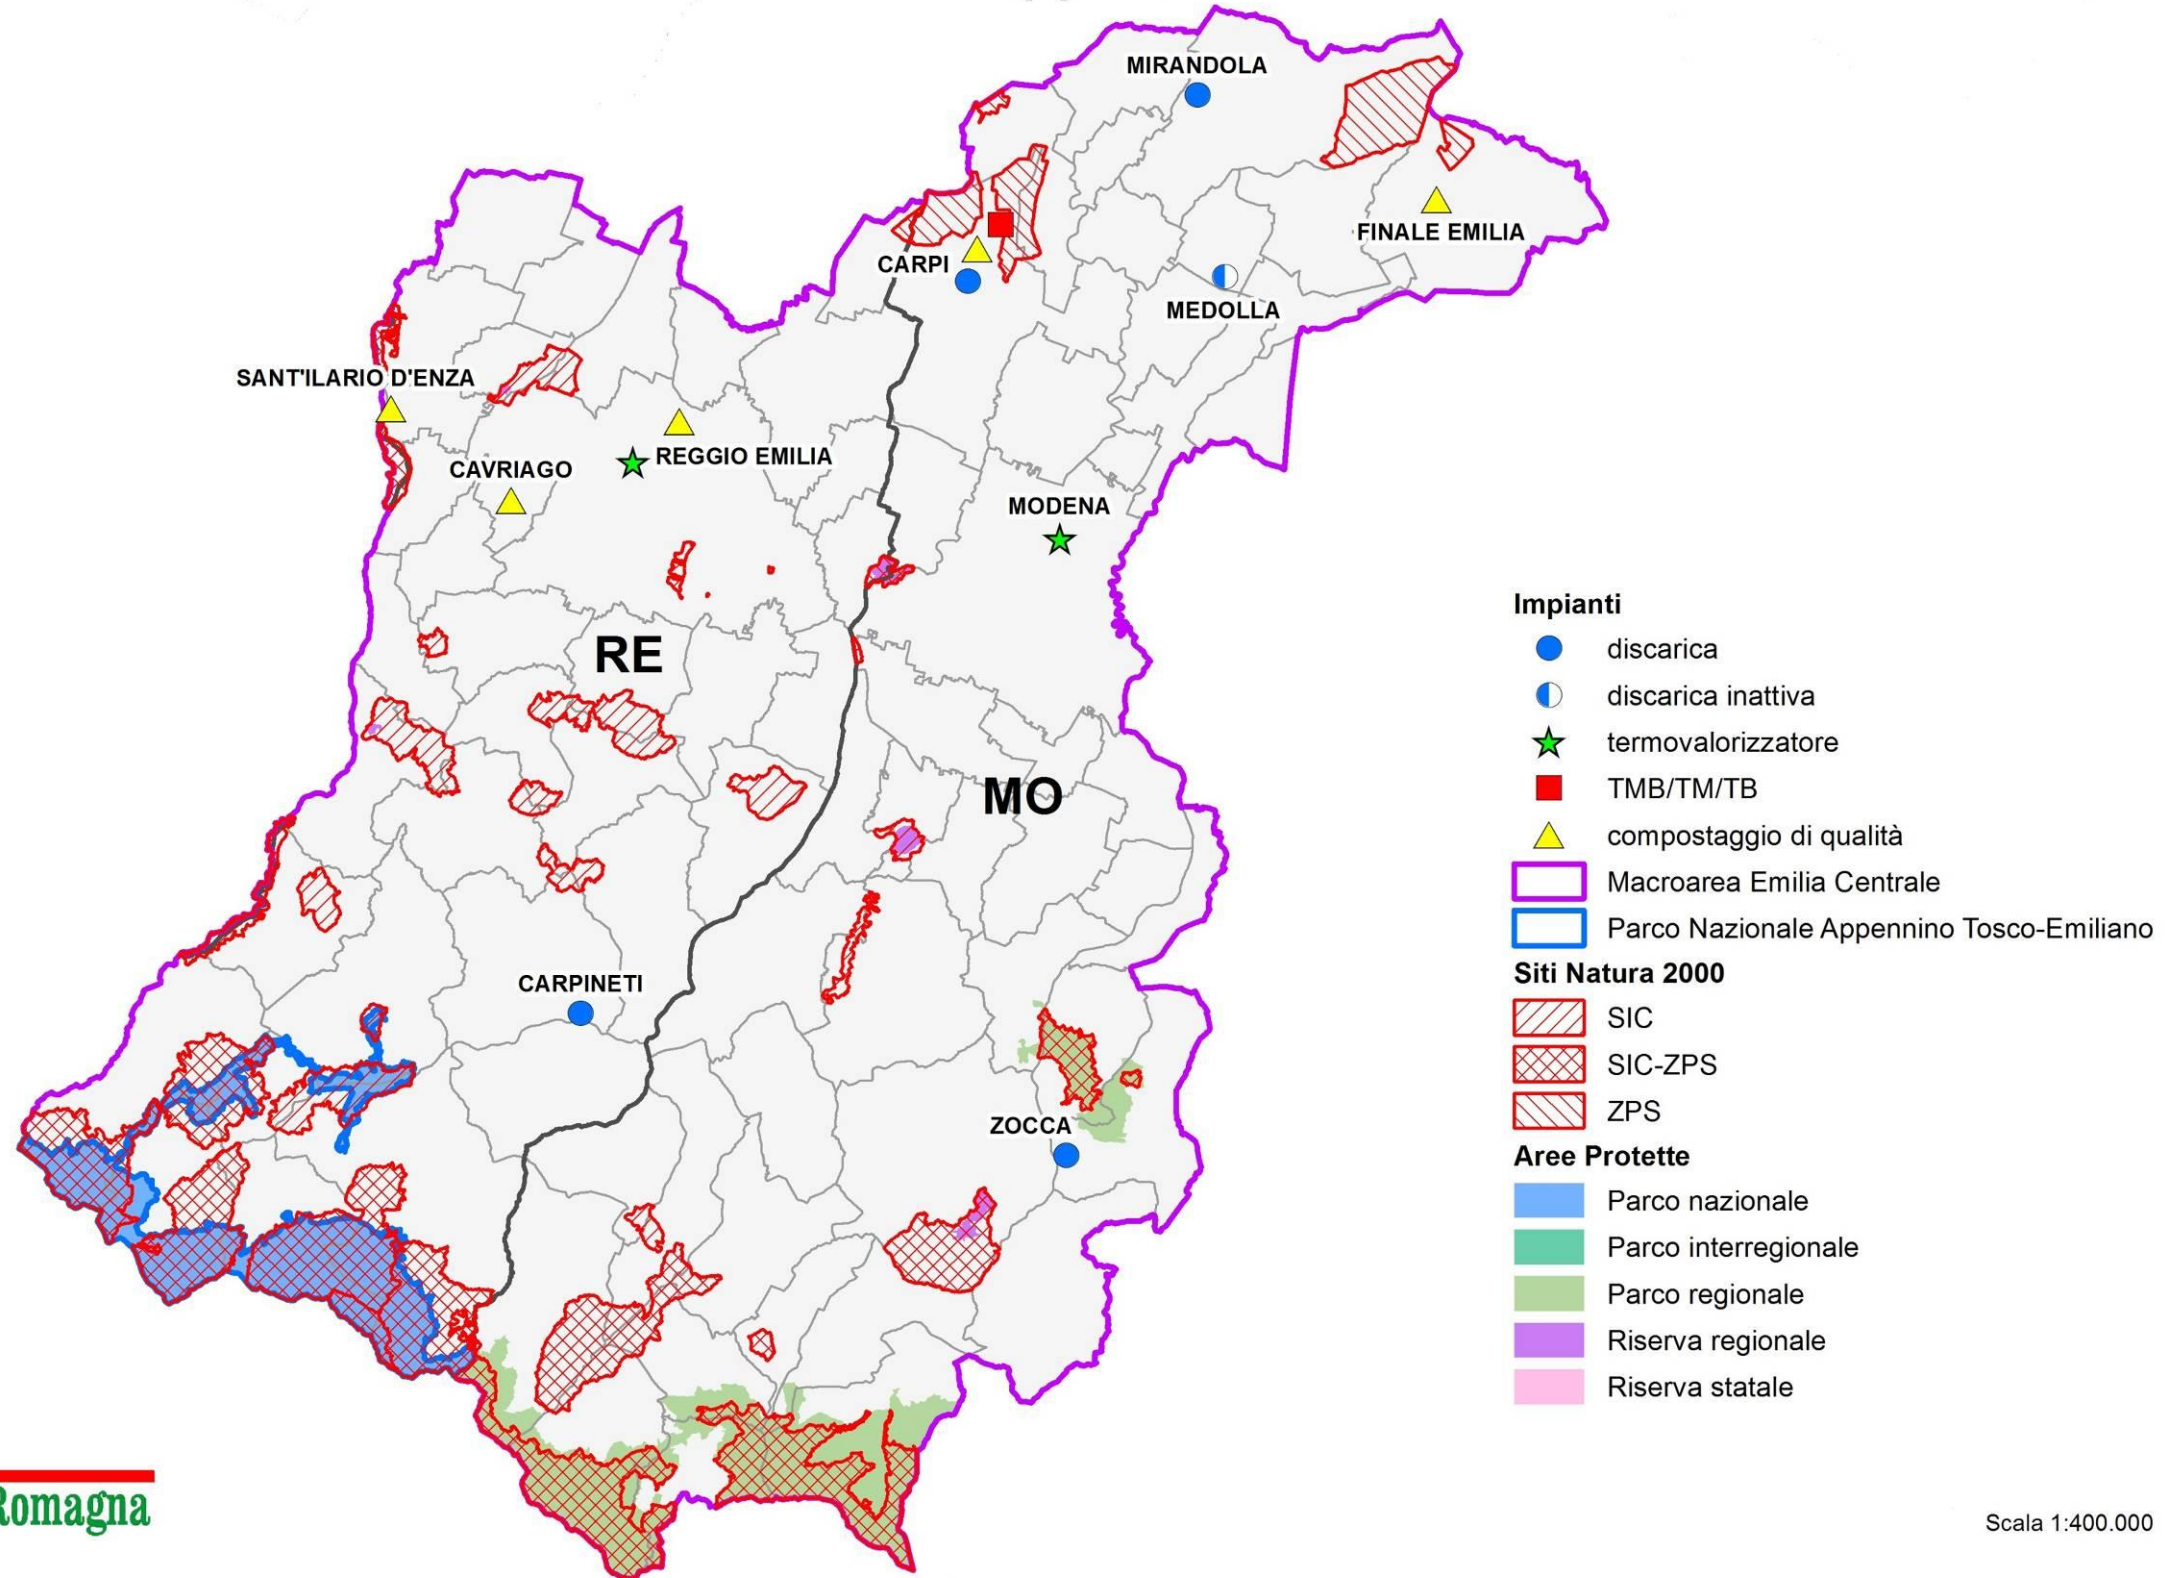 MIRANDOLA
FINALE EMILIA
CARPI
MEDOLLA
SANT'ILARIO D'ENZA
REGGIO EMILIA
CAVRIAGO
MODENA
RE
MO
CARPINETI
ZOCCA
Impianti
discarica
discarica inattiva
termovalorizzatore
TMB/TM/TB
compostaggio di qualità
Macroarea Emilia Centrale
Parco Nazionale Appennino Tosco-Emiliano
Siti Natura 2000
SIC
SIC-ZPS
ZPS
Aree Protette
Parco nazionale
Parco interregionale
Parco regionale
Riserva regionale
Riserva statale
Romagna
Scala 1:400.000